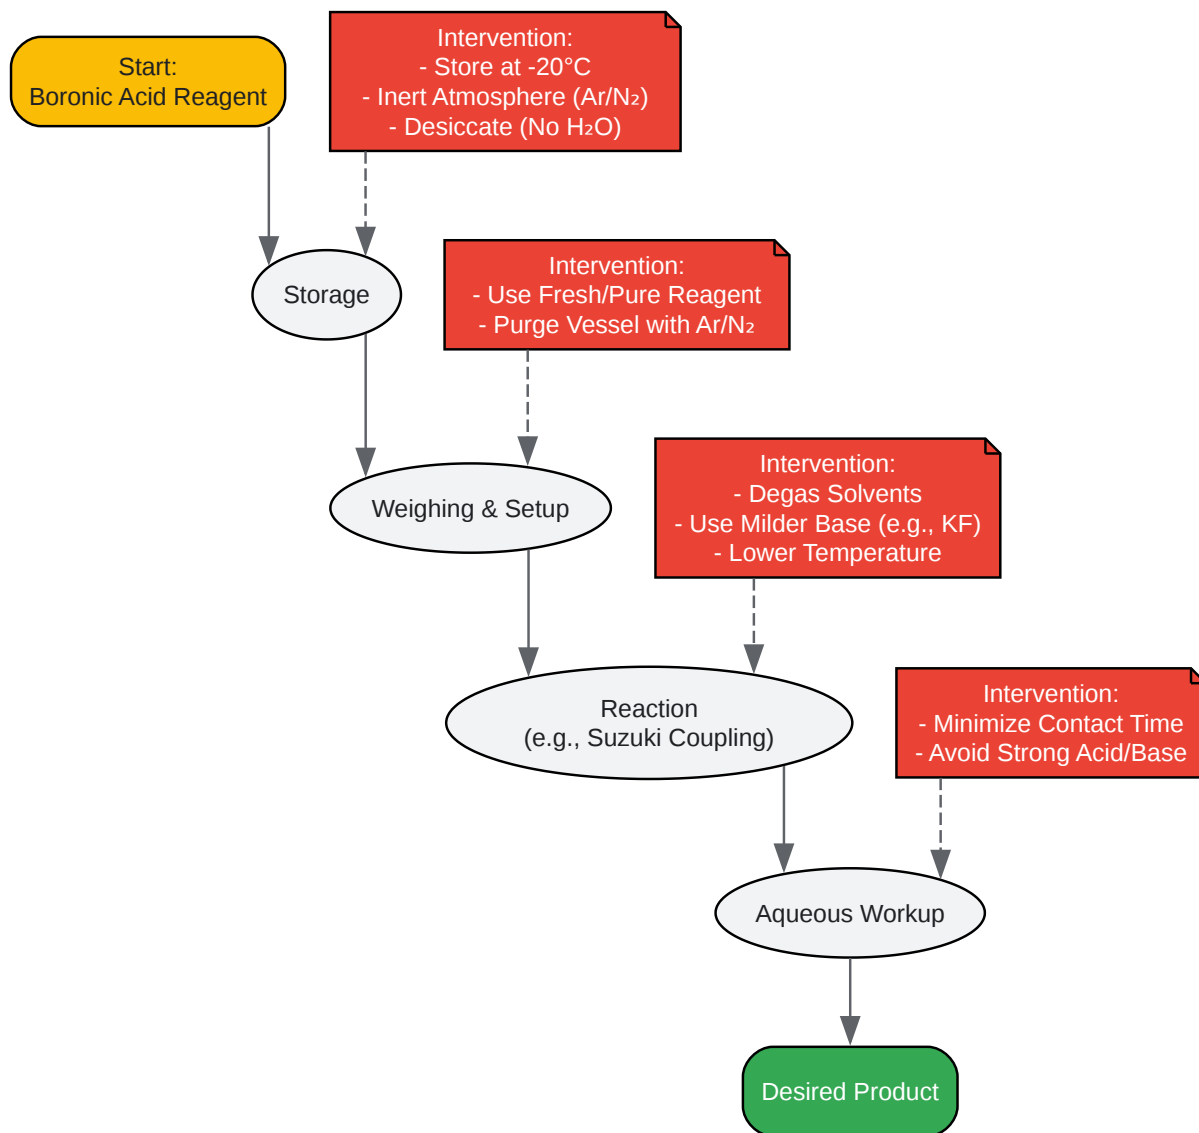 Start:
Boronic Acid Reagent
Intervention:
- Store at -20°C
- Inert Atmosphere (Ar/N₂)
- Desiccate (No H₂O)
Storage
Intervention:
- Use Fresh/Pure Reagent
- Purge Vessel with Ar/N₂
Weighing & Setup
Intervention:
- Degas Solvents
- Use Milder Base (e.g., KF)
- Lower Temperature
Reaction
(e.g., Suzuki Coupling)
Intervention:
- Minimize Contact Time
- Avoid Strong Acid/Base
Aqueous Workup
Desired Product